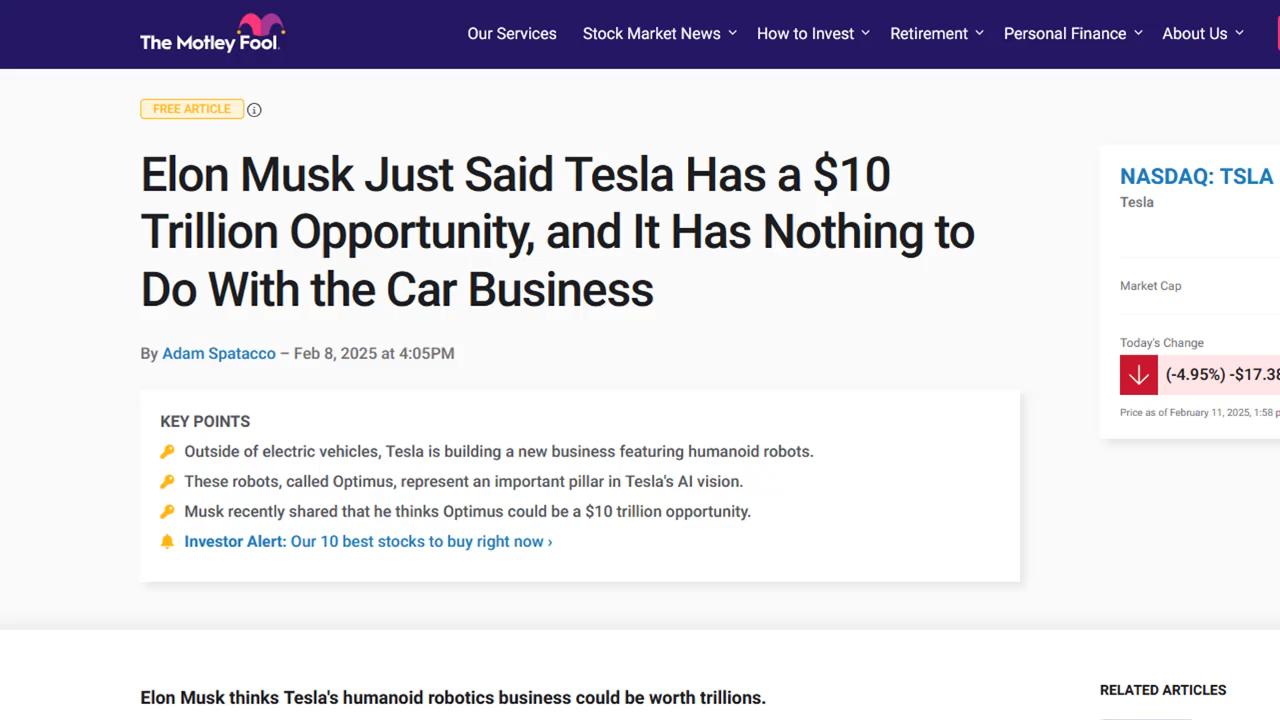 The Motley Fool.
Our Services
Stock Market News
How to Invest
Retirement
Personal Finance
About Us
FREE ARTICLE
Elon Musk Just Said Tesla Has a $10
Trillion Opportunity, and It Has Nothing to
Do With the Car Business
By Adam Spatacco – Feb 8, 2025 at 4:05PM
KEY POINTS
Outside of electric vehicles, Tesla is building a new business featuring humanoid robots.
These robots, called Optimus, represent an important pillar in Tesla's AI vision.
Musk recently shared that he thinks Optimus could be a $10 trillion opportunity.
Investor Alert: Our 10 best stocks to buy right now ›
Elon Musk thinks Tesla's humanoid robotics business could be worth trillions.
NASDAQ: TSLA
Tesla
Market Cap
Today's Change
(-4.95%) -$17.38
Price as of February 11, 2025, 1:58 p
RELATED ARTICLES